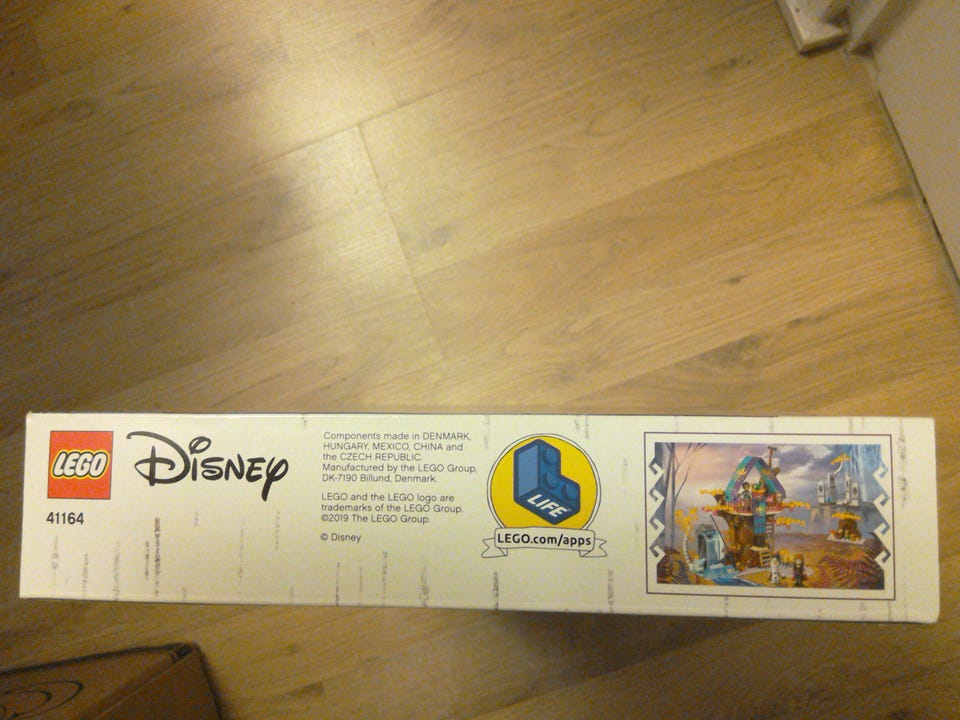 LEGO
Disney
41164
Components made in DENMARK,
HUNGARY, MEXICO, CHINA and
the CZECH REPUBLIC.
Manufactured by the LEGO Group,
DK-7190 Billund, Denmark.
LEGO and the LEGO logo are
trademarks of the LEGO Group.
©2019 The LEGO Group.
© Disney
LIFE
LEGO.com/apps